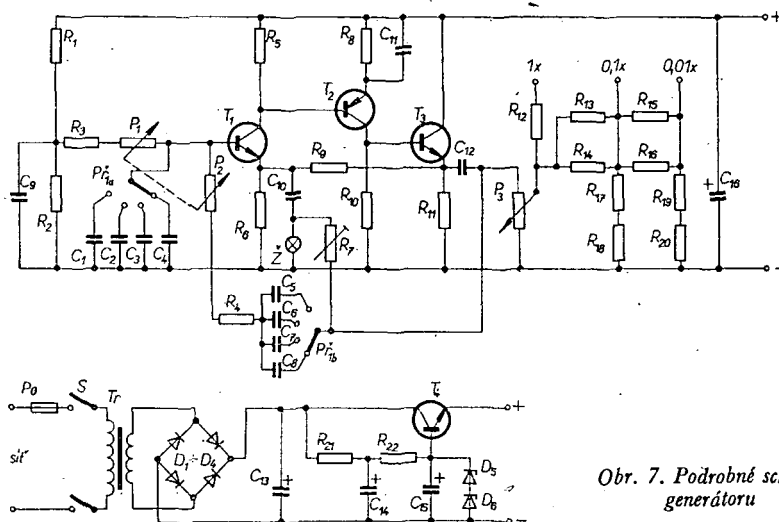 R₁
R₅
R₈
C₁₁
1x
0,1x
0,01x
T₂
T₁
T₃
R₁₂
R₁₃
R₁₅
R₃
P₁
C₁₂
P₂
R₉
R₁₄
R₁₆
C₉
Př₁ₐ
C₁₀
P₃
R₁₇
R₁₉
+
C₁₆
R₂
R₆
R₁₀
R₁₁
Ž
R₇
R₁₈
R₂₀
C₁
C₂
C₃
C₄
−
C₅
R₄
C₆
C₇
Př₁b
C₈
Po
S
Tr
T
+
síť
D₁÷D₄
R₂₁
R₂₂
C₁₃
+
C₁₄
+
C₁₅
+
D₅
D₆
−
Obr. 7. Podrobné
generátoru